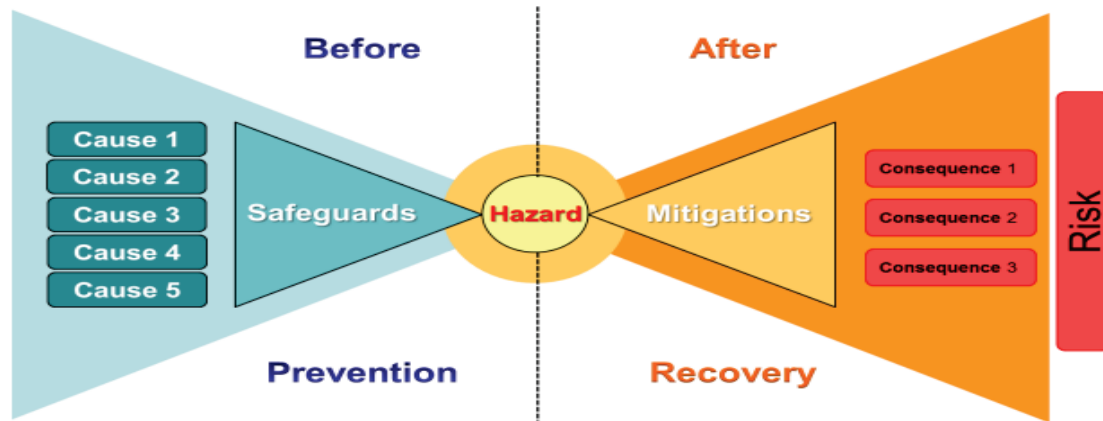 Before
After
Cause 1
Cause 2
Cause 3
Cause 4
Cause 5
Safeguards
Hazard
Mitigations
Consequence 1
Consequence 2
Consequence 3
Risk
Prevention
Recovery